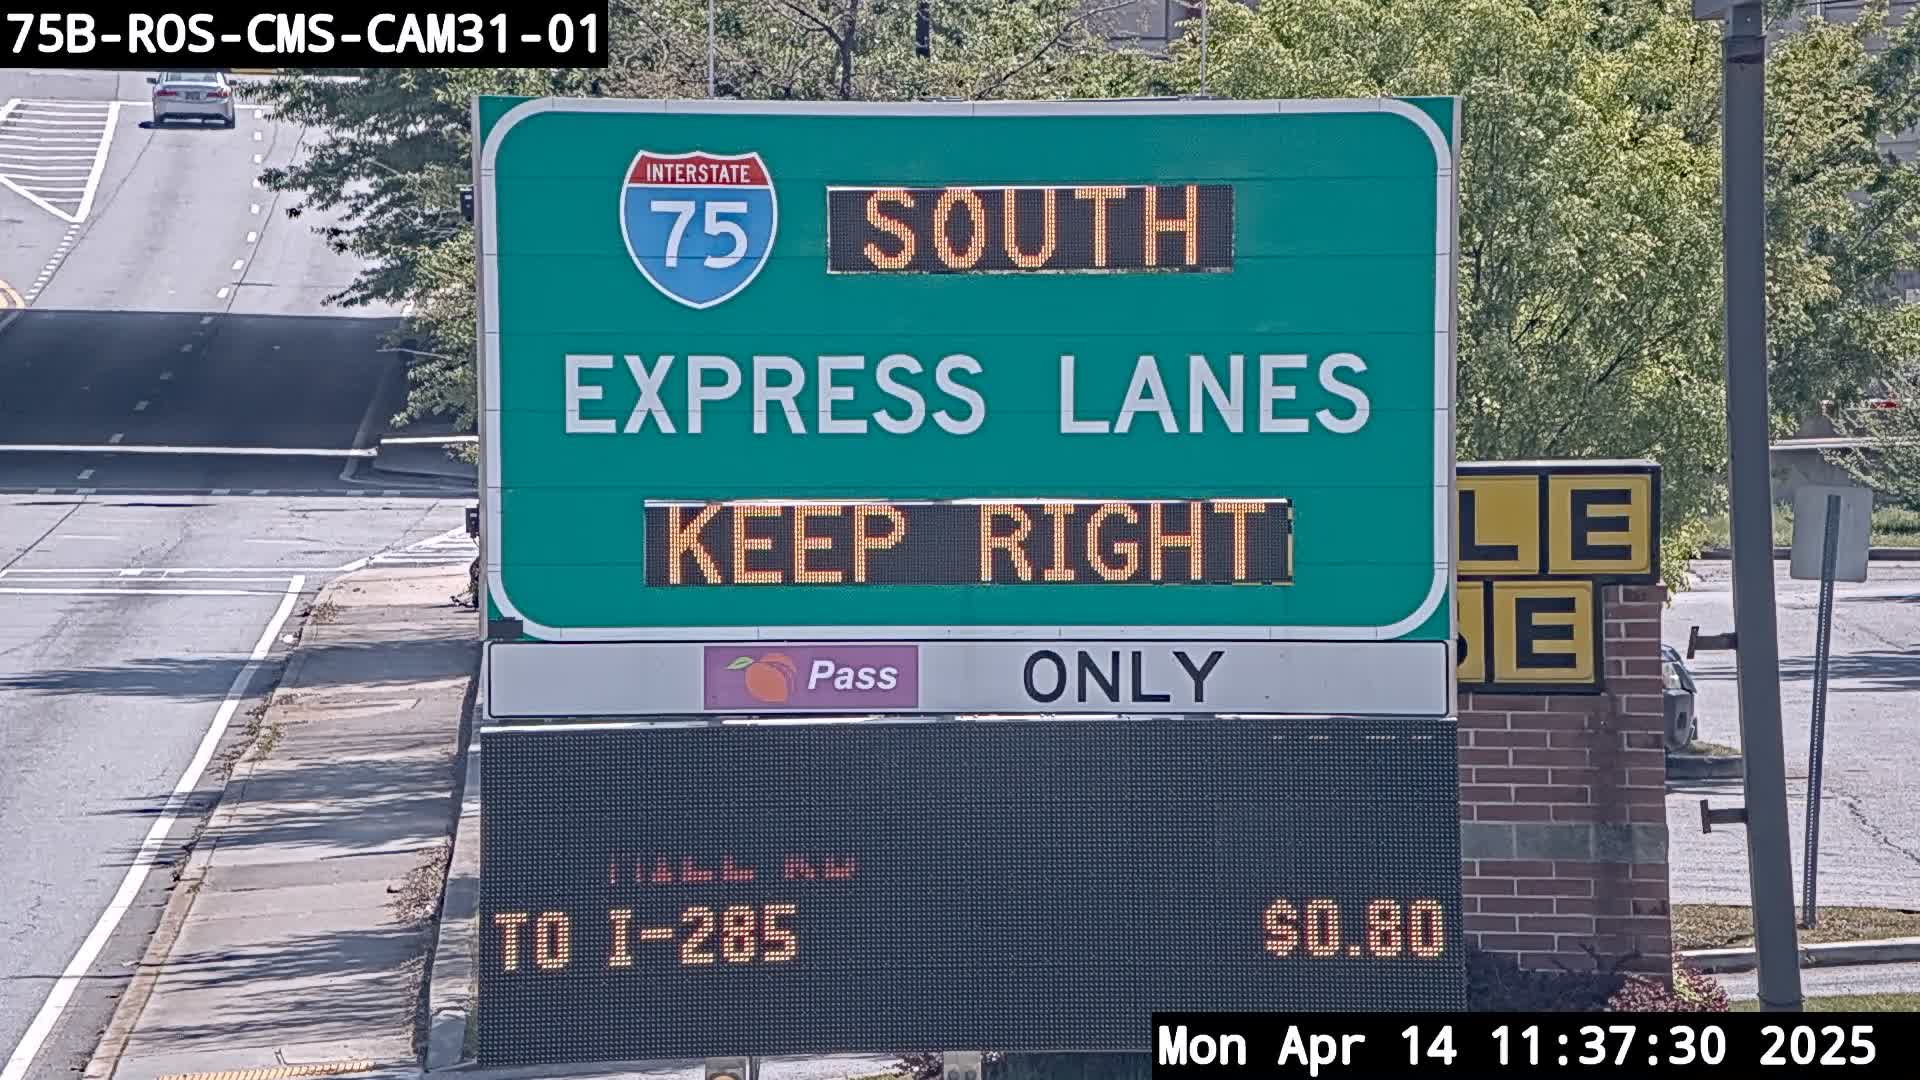 75B-ROS-CMS-CAM31-01
INTERSTATE
75
SOUTH
EXPRESS LANES
KEEP RIGHT
Pass ONLY
TO I-285 $0.80
LE
E
Mon Apr 14 11:37:30 2025